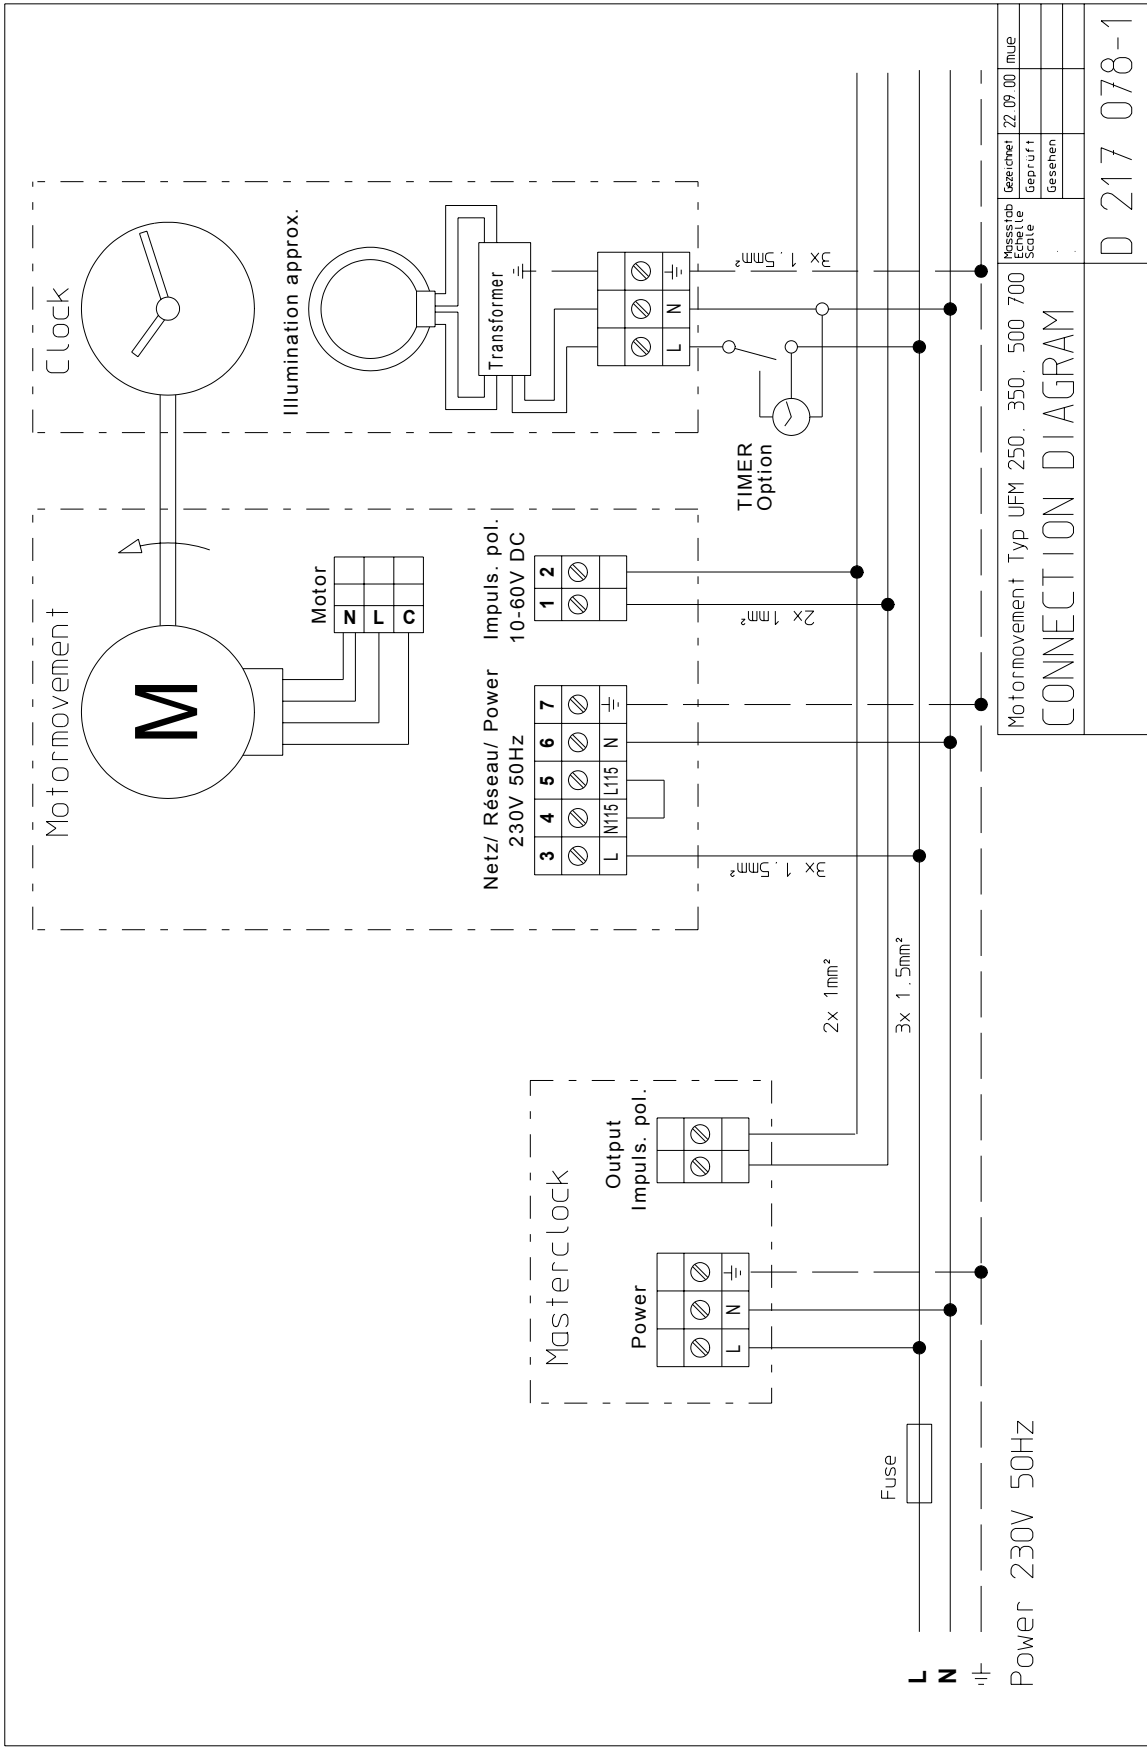 Motormovement
Clock
M
Motor
N
L
C
Illumination approx.
Transformer
Netz/ Réseau/ Power
230V 50Hz
3 4 5 6 7
L N115 L115 N
Impuls. pol.
10-60V DC
1 2
L N
TIMER
Option
3x 1.5mm²
2x 1mm²
3x 1.5mm²
Masterclock
Power
L N
Output
Impuls. pol.
2x 1mm²
3x 1.5mm²
Fuse
L
N
Power 230V 50Hz
Motormovement Typ UFM 250. 350. 500 700
CONNECTION DIAGRAM
Massstab
Echelle
Scale
Gezeichnet 22.09.00 mue
Geprüft
Gesehen
D 217 078-1